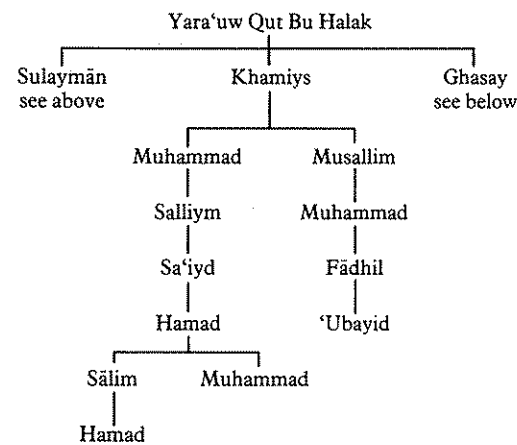 Yara‘uw Qut Bu Halak
Sulaymān Khamiys Ghasay
see above see below
Muhammad Musallim
Salliym Muhammad
Sa‘iyd Fādhil
Hamad ‘Ubayid
Sālim Muhammad
Hamad